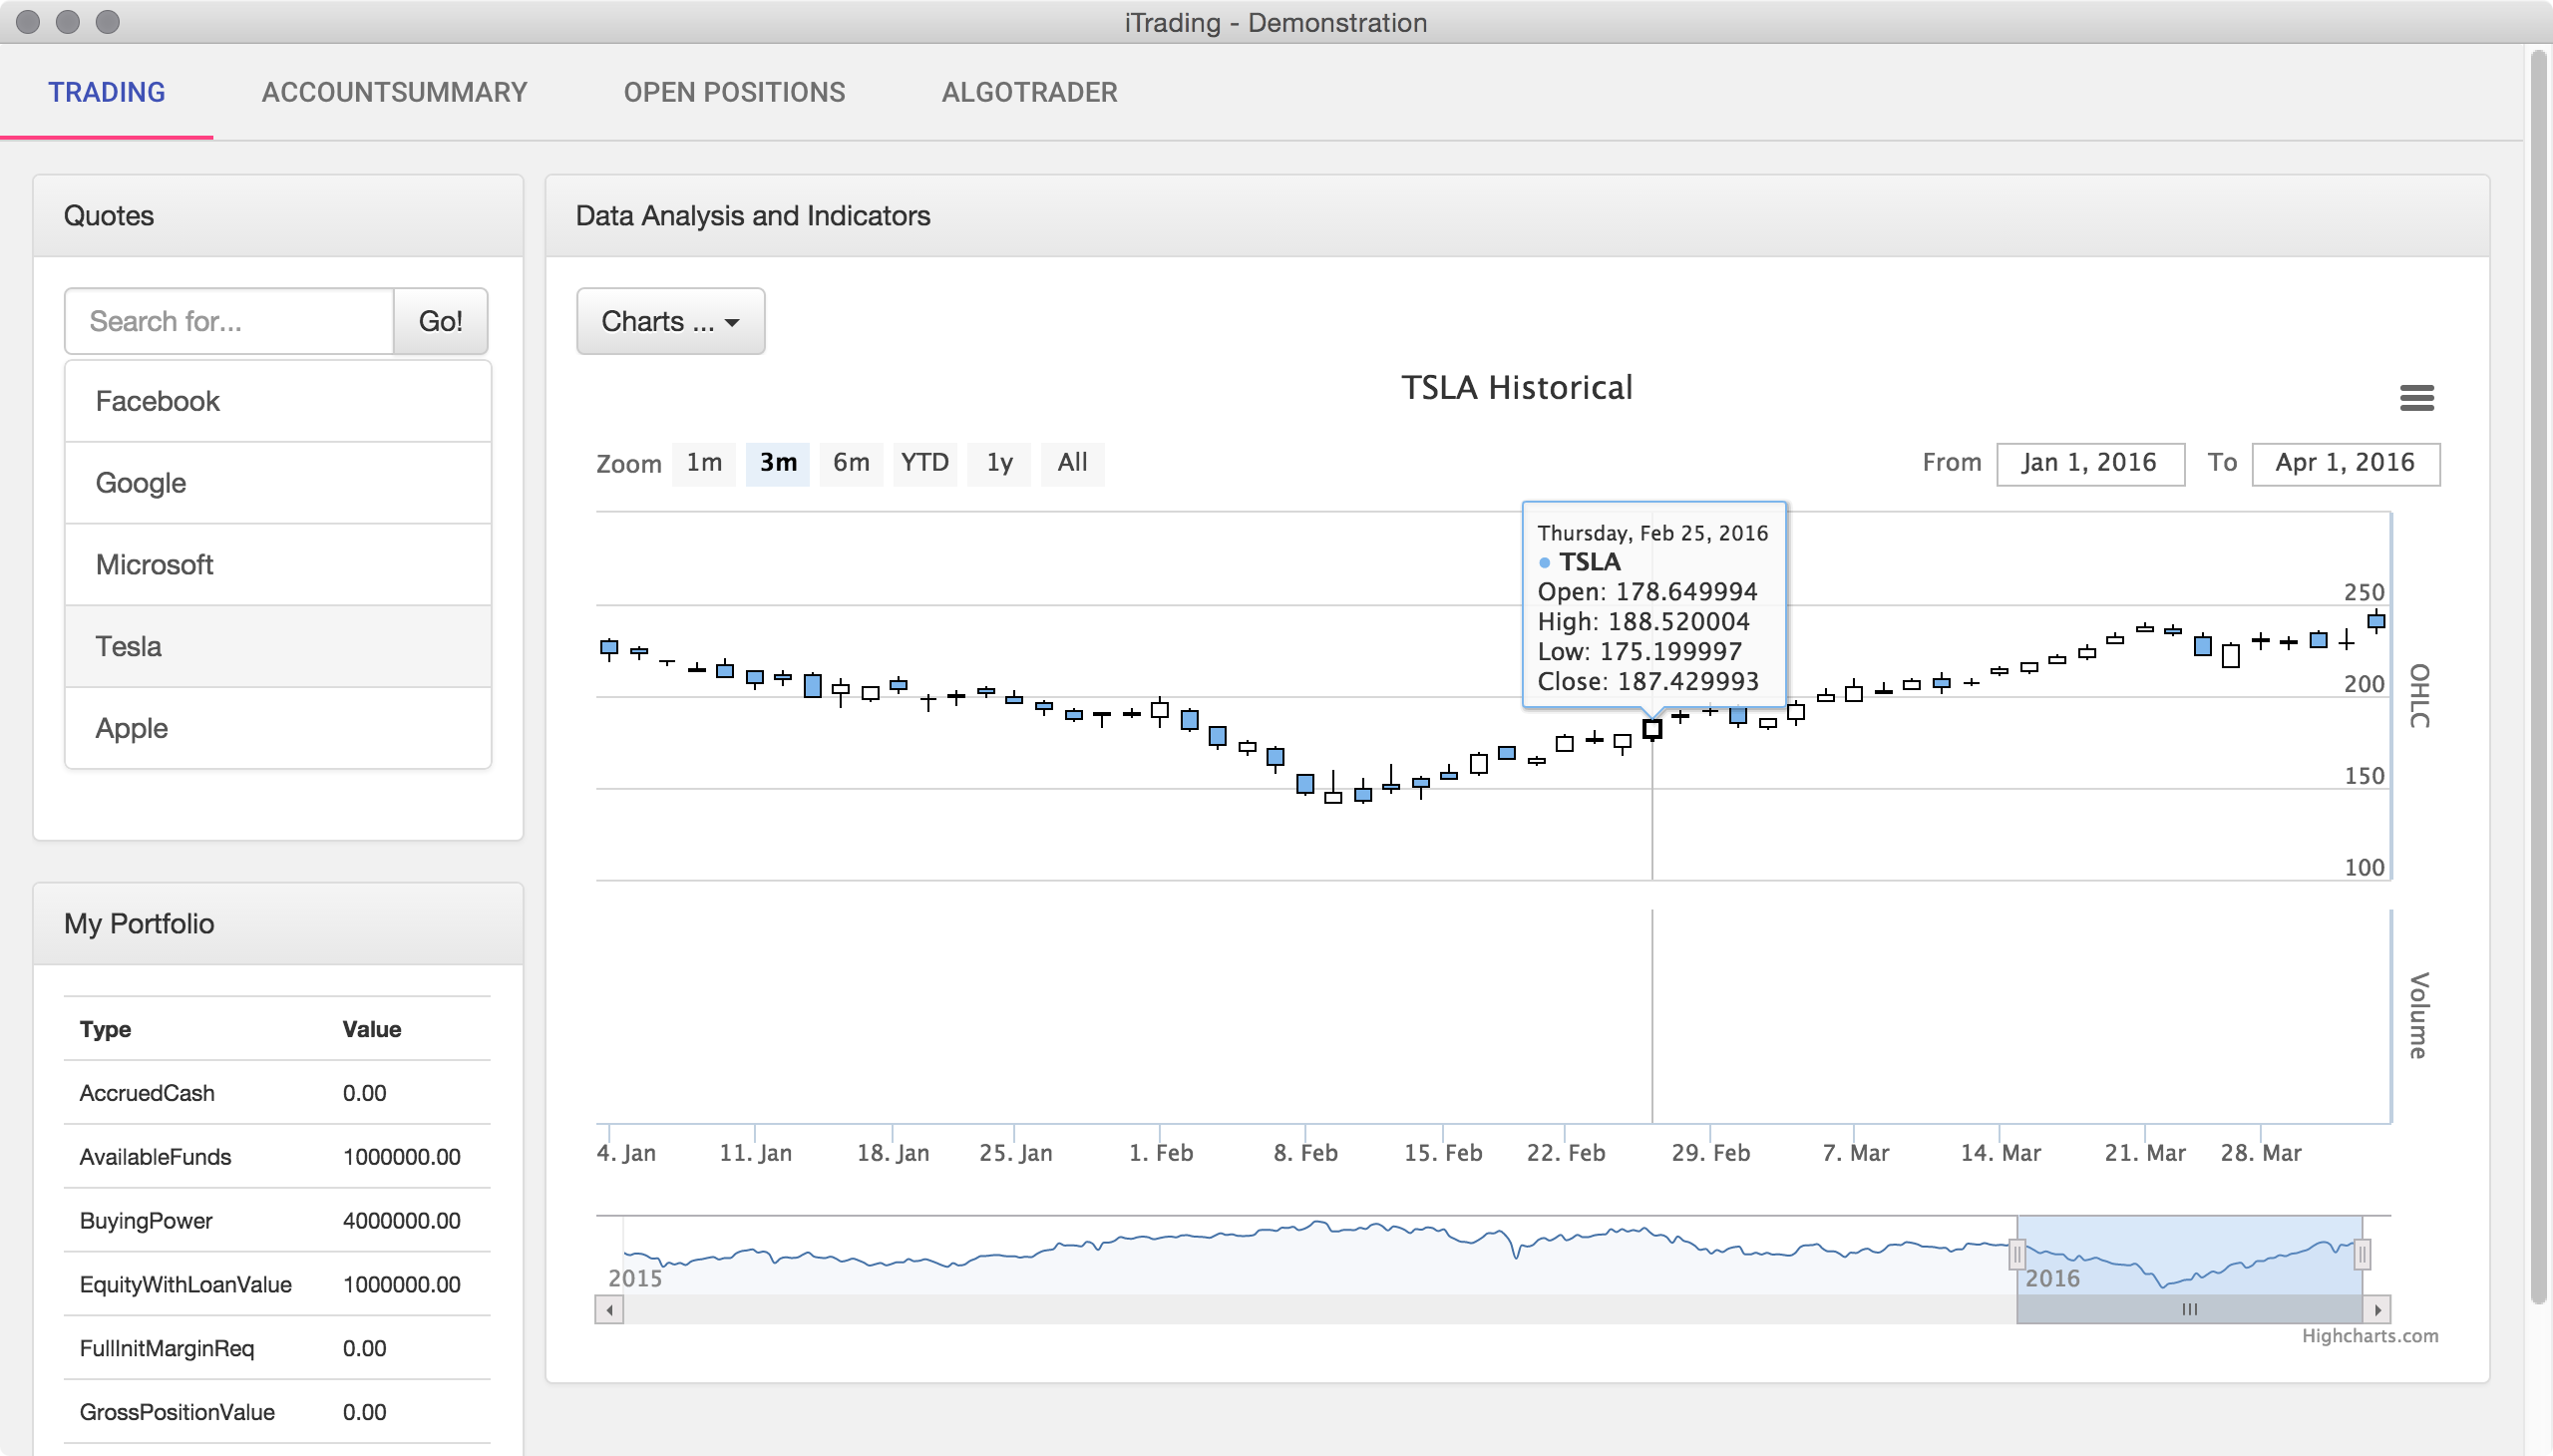 iTrading - Demonstration
TRADING
ACCOUNTSUMMARY
OPEN POSITIONS
ALGOTRADER
Quotes
Search for...
Go!
Facebook
Google
Microsoft
Tesla
Apple
My Portfolio
Type Value
AccruedCash 0.00
AvailableFunds 1000000.00
BuyingPower 4000000.00
EquityWithLoanValue 1000000.00
FullInitMarginReq 0.00
GrossPositionValue 0.00
Data Analysis and Indicators
Charts ...
TSLA Historical
Zoom 1m 3m 6m YTD 1y All
From Jan 1, 2016 To Apr 1, 2016
Thursday, Feb 25, 2016
TSLA
Open: 178.649994
High: 188.520004
Low: 175.199997
Close: 187.429993
250
200
150
100
OHLC
Volume
4. Jan 11. Jan 18. Jan 25. Jan 1. Feb 8. Feb 15. Feb 22. Feb 29. Feb 7. Mar 14. Mar 21. Mar 28. Mar
2015 2016
Highcharts.com